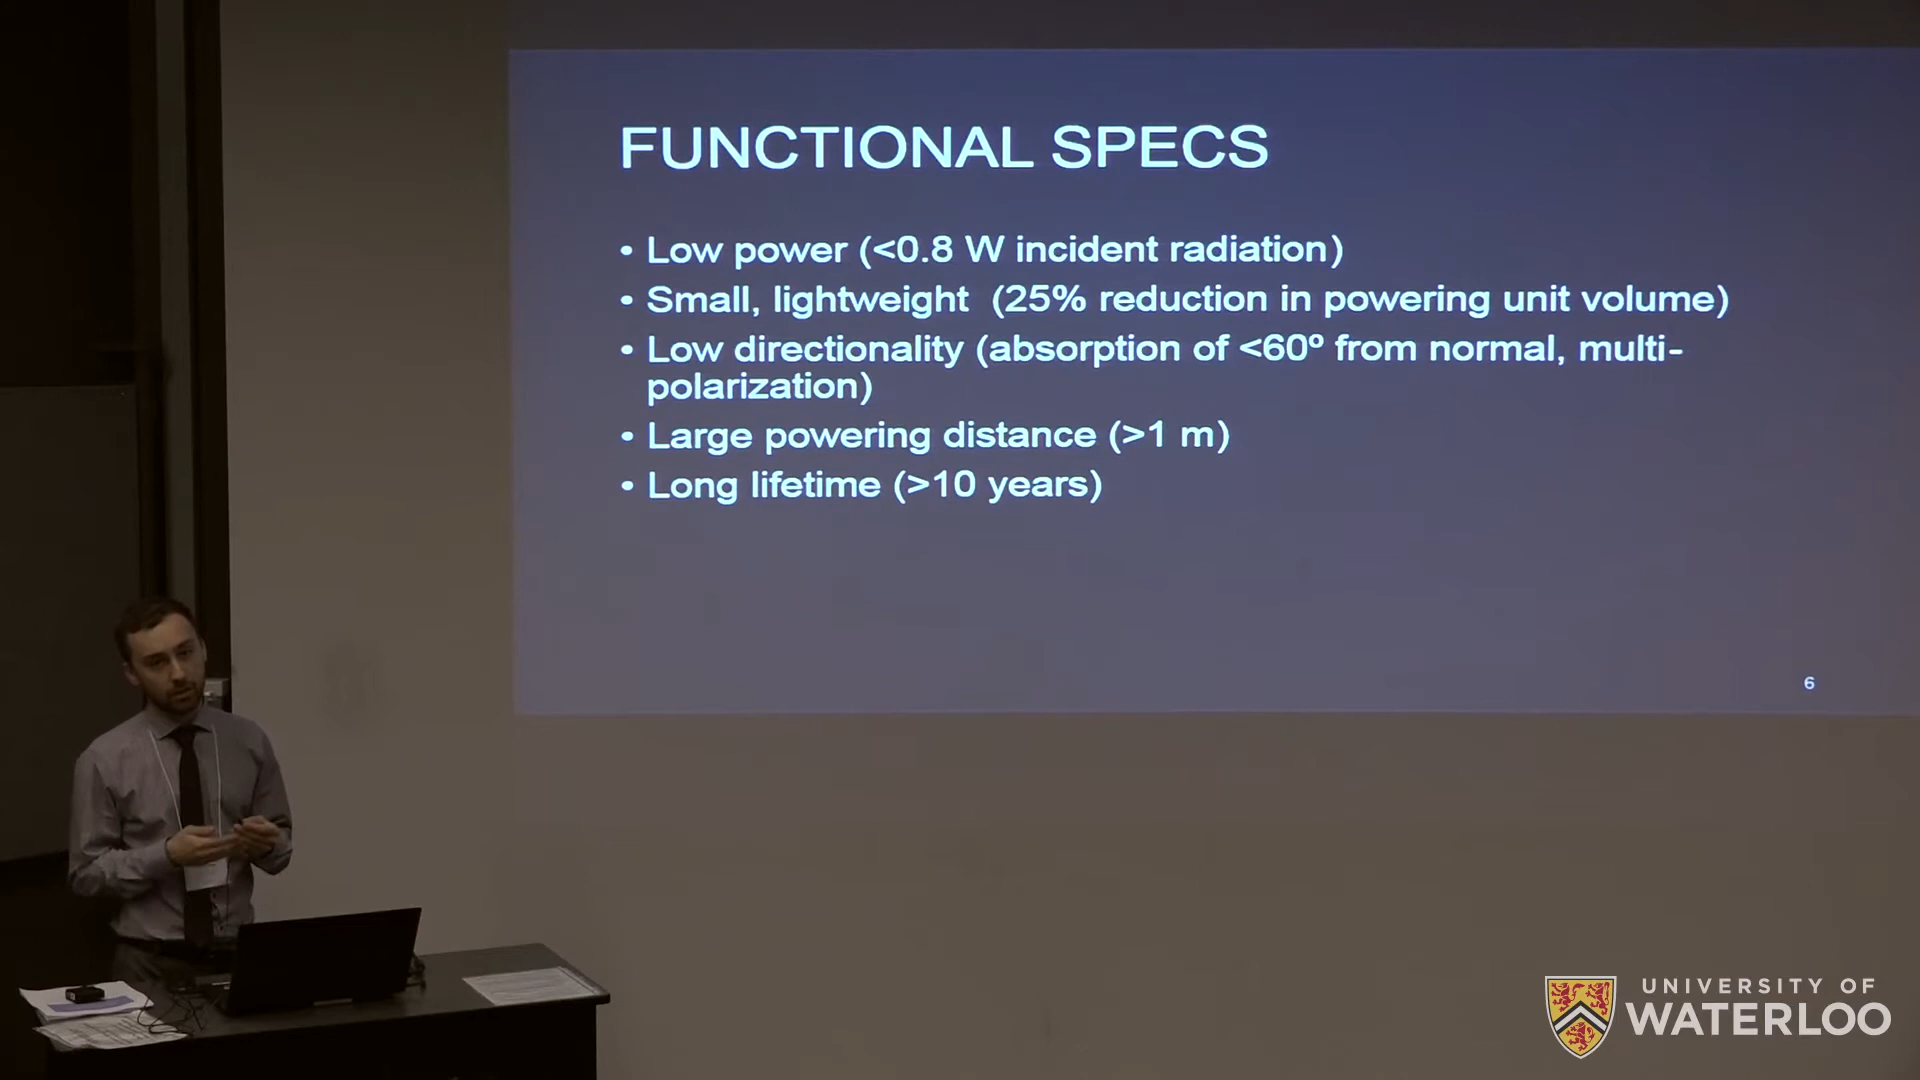 FUNCTIONAL SPECS
• Low power (<0.8 W incident radiation)
• Small, lightweight (25% reduction in powering unit volume)
• Low directionality (absorption of <60º from normal, multi-
polarization)
• Large powering distance (>1 m)
• Long lifetime (>10 years)
6
UNIVERSITY OF
WATERLOO